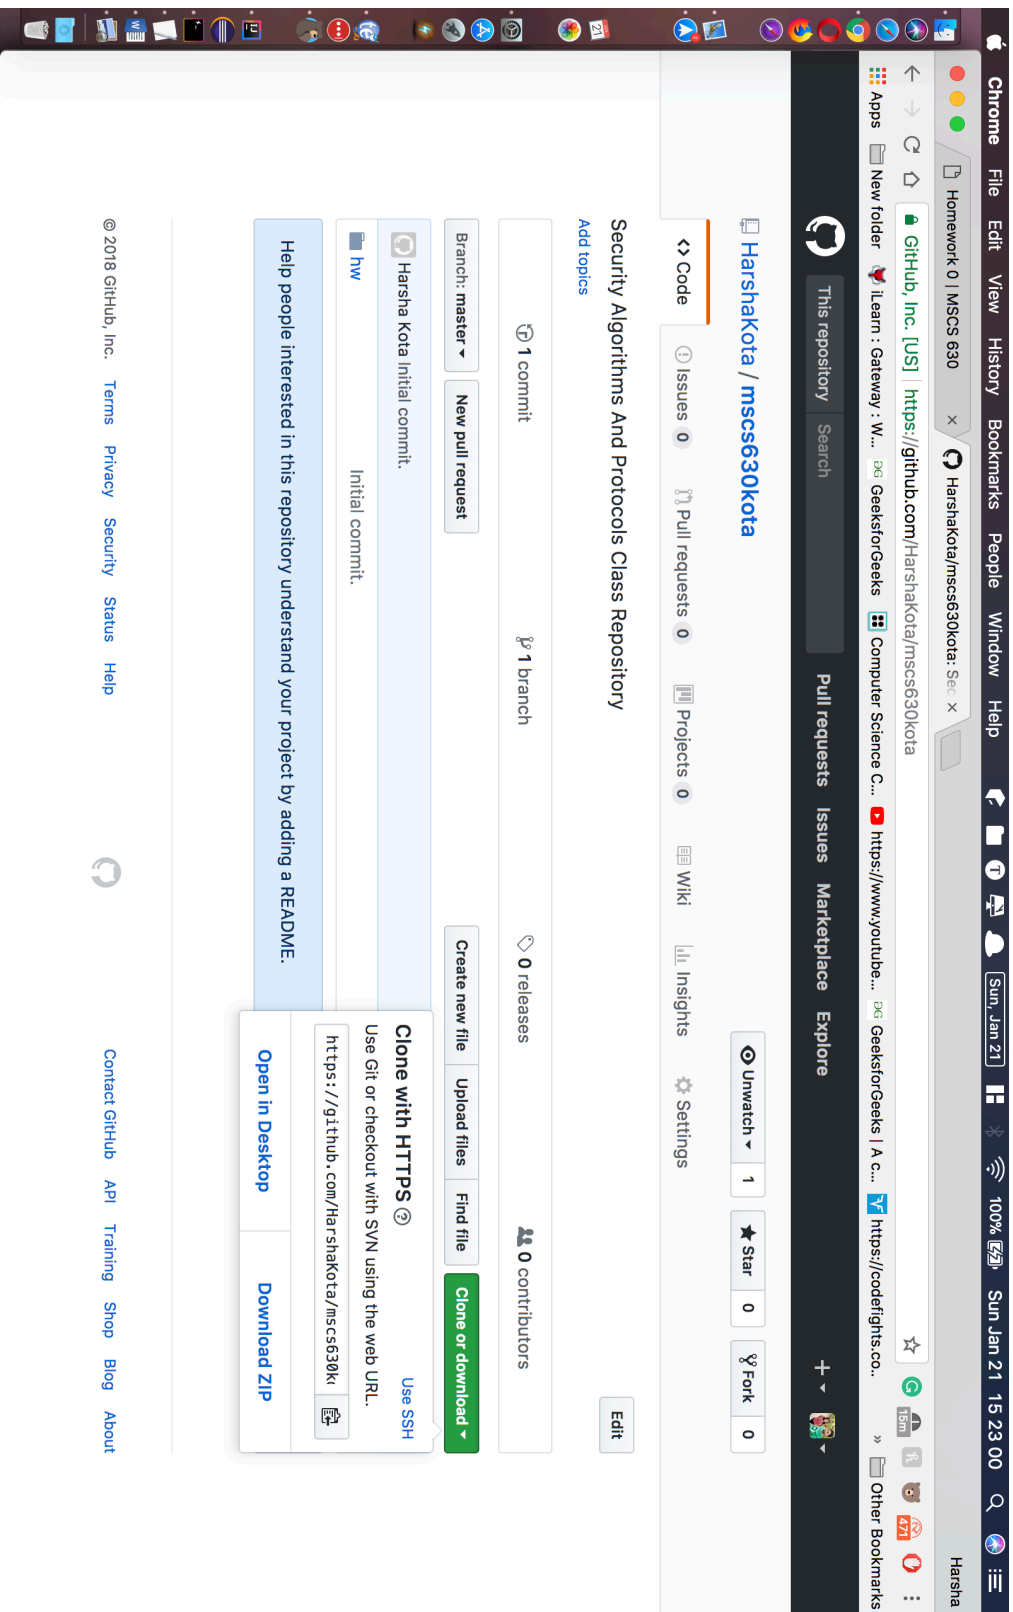 Chrome File Edit View History Bookmarks People Window Help Sun, Jan 21 100% Sun Jan 21 15 23 00
Homework 0 | MSCS 630 HarshaKota/mscs630kota: Sec Harsha
GitHub, Inc. [US] https://github.com/HarshaKota/mscs630kota 15m 471
Apps New folder iLearn : Gateway : W... GeeksforGeeks Computer Science C... https://www.youtube... GeeksforGeeks | A c... https://codefights.co... » Other Bookmarks
This repository Search Pull requests Issues Marketplace Explore
HarshaKota / mscs630kota Unwatch 1 Star 0 Fork 0
Code Issues 0 Pull requests 0 Projects 0 Wiki Insights Settings
Security Algorithms And Protocols Class Repository Edit
Add topics
1 commit 1 branch 0 releases 0 contributors
Branch: master New pull request Create new file Upload files Find file Clone or download
Harsha Kota Initial commit.
hw Initial commit.
Clone with HTTPS Use SSH
Use Git or checkout with SVN using the web URL.
https://github.com/HarshaKota/mscs630k
Open in Desktop Download ZIP
Help people interested in this repository understand your project by adding a README.
© 2018 GitHub, Inc. Terms Privacy Security Status Help Contact GitHub API Training Shop Blog About
21